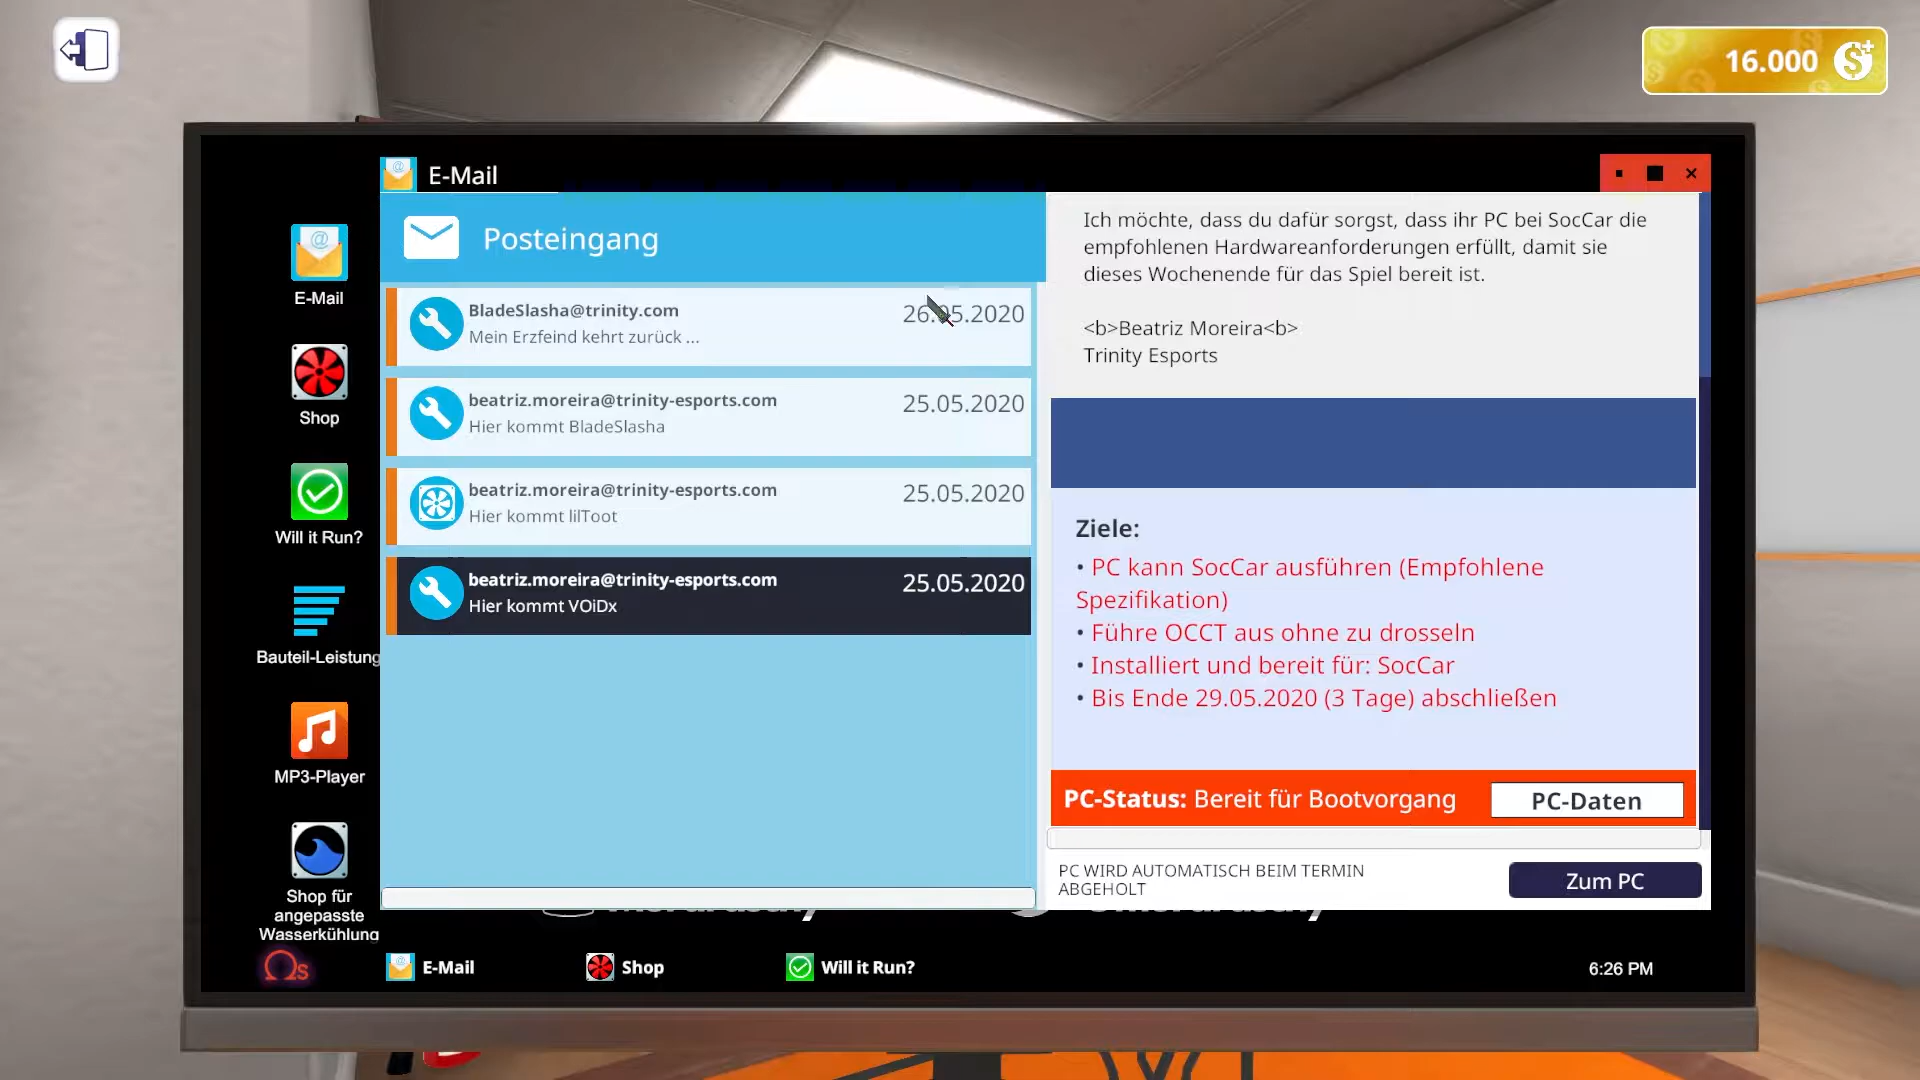 16.000
E-Mail
Posteingang
BladeSlasha@trinity.com
26.05.2020
Mein Erzfeind kehrt zurück ...
beatriz.moreira@trinity-esports.com
25.05.2020
Hier kommt BladeSlasha
beatriz.moreira@trinity-esports.com
25.05.2020
Hier kommt lilToot
beatriz.moreira@trinity-esports.com
25.05.2020
Hier kommt VOiDx
Ich möchte, dass du dafür sorgst, dass ihr PC bei SocCar die
empfohlenen Hardwareanforderungen erfüllt, damit sie
dieses Wochenende für das Spiel bereit ist.
<b>Beatriz Moreira<b>
Trinity Esports
Ziele:
• PC kann SocCar ausführen (Empfohlene
Spezifikation)
• Führe OCCT aus ohne zu drosseln
• Installiert und bereit für: SocCar
• Bis Ende 29.05.2020 (3 Tage) abschließen
PC-Status: Bereit für Bootvorgang
PC-Daten
PC WIRD AUTOMATISCH BEIM TERMIN
ABGEHOLT
Zum PC
E-Mail
Shop
Will it Run?
Bauteil-Leistung
MP3-Player
Shop für
angepasste
Wasserkühlung
Ωs
E-Mail
Shop
Will it Run?
6:26 PM